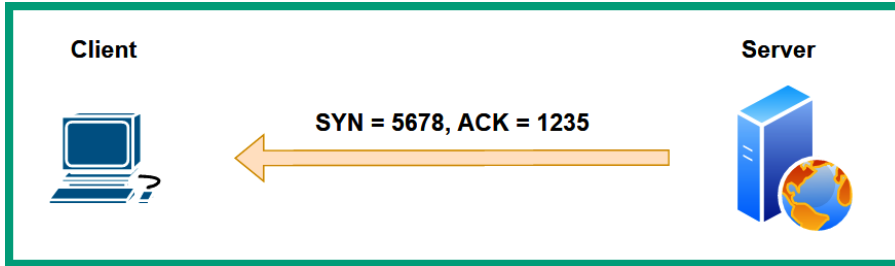 Client
Server
SYN = 5678, ACK = 1235